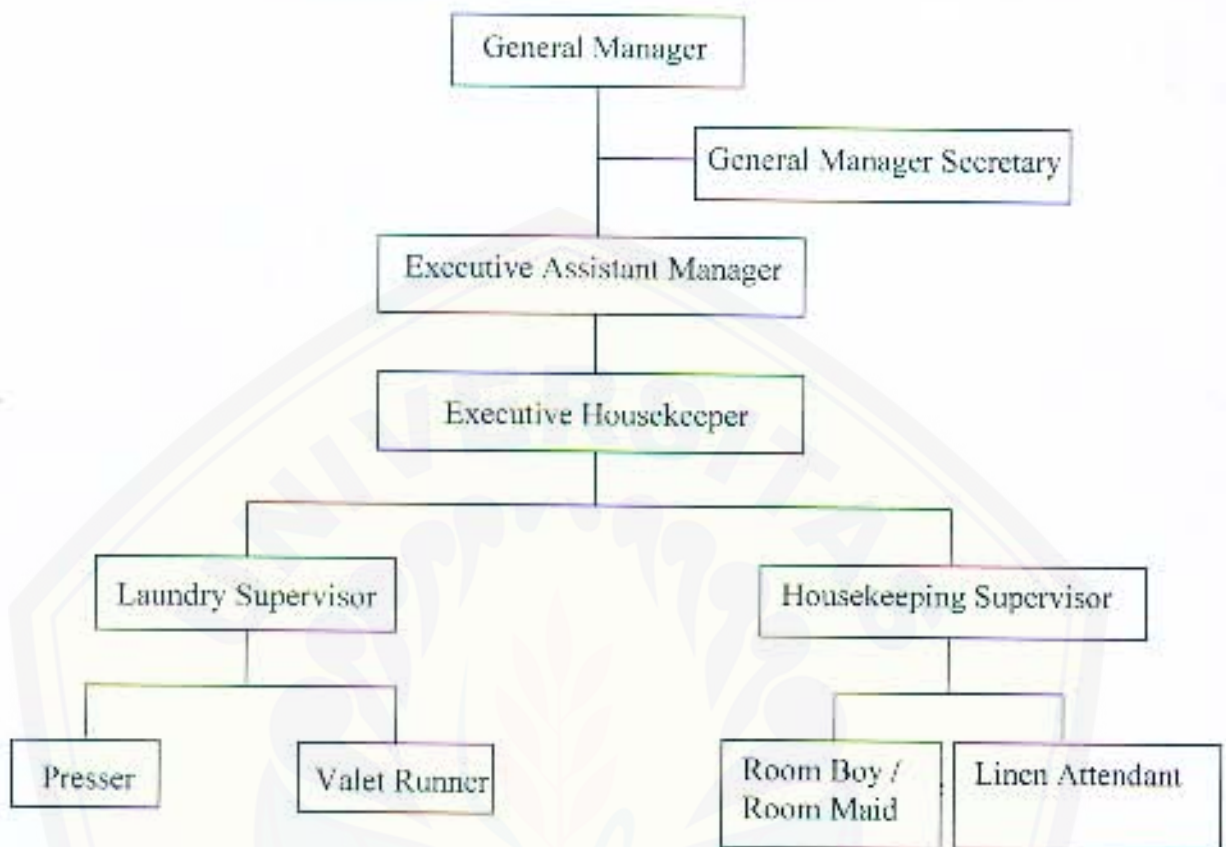 General Manager
General Manager Secretary
Executive Assistant Manager
Executive Housekeeper
UNIVERSITAS
Laundry Supervisor
Housekeeping Supervisor
Presser
Valet Runner
Room Boy /
Room Maid
Linen Attendant